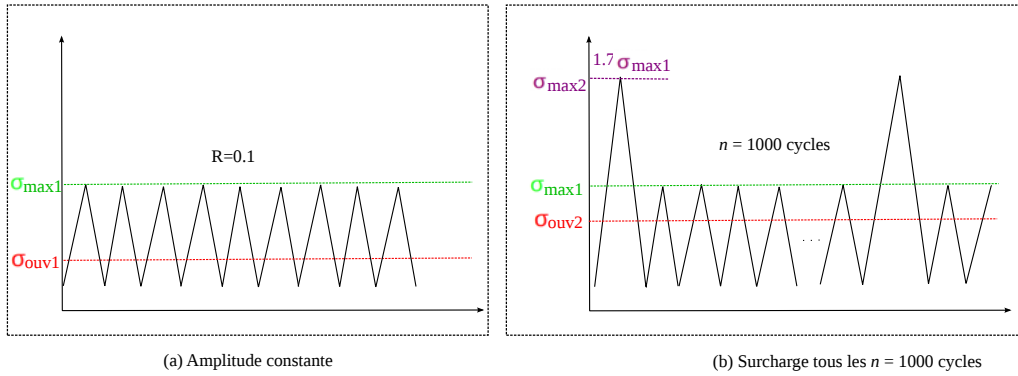 R=0.1
σmax1
σouv1
(a) Amplitude constante
1.7 σmax1
σmax2
n = 1000 cycles
σmax1
σouv2
. . .
(b) Surcharge tous les n = 1000 cycles